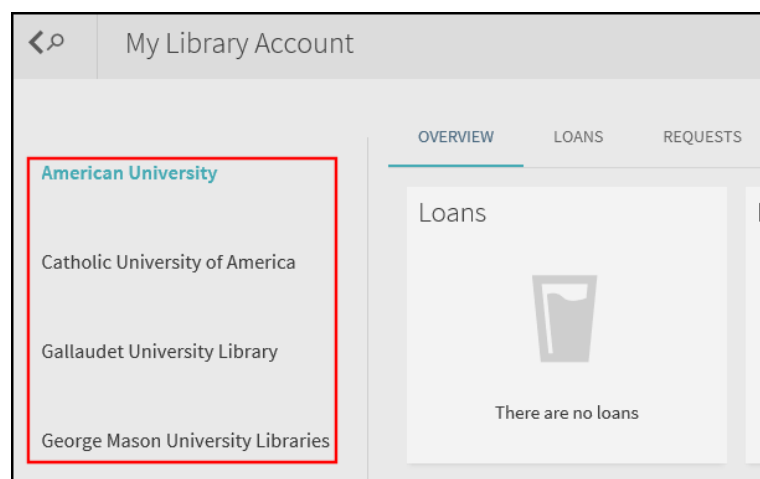 My Library Account
American University
Catholic University of America
Gallaudet University Library
George Mason University Libraries
OVERVIEW LOANS REQUESTS
Loans
There are no loans